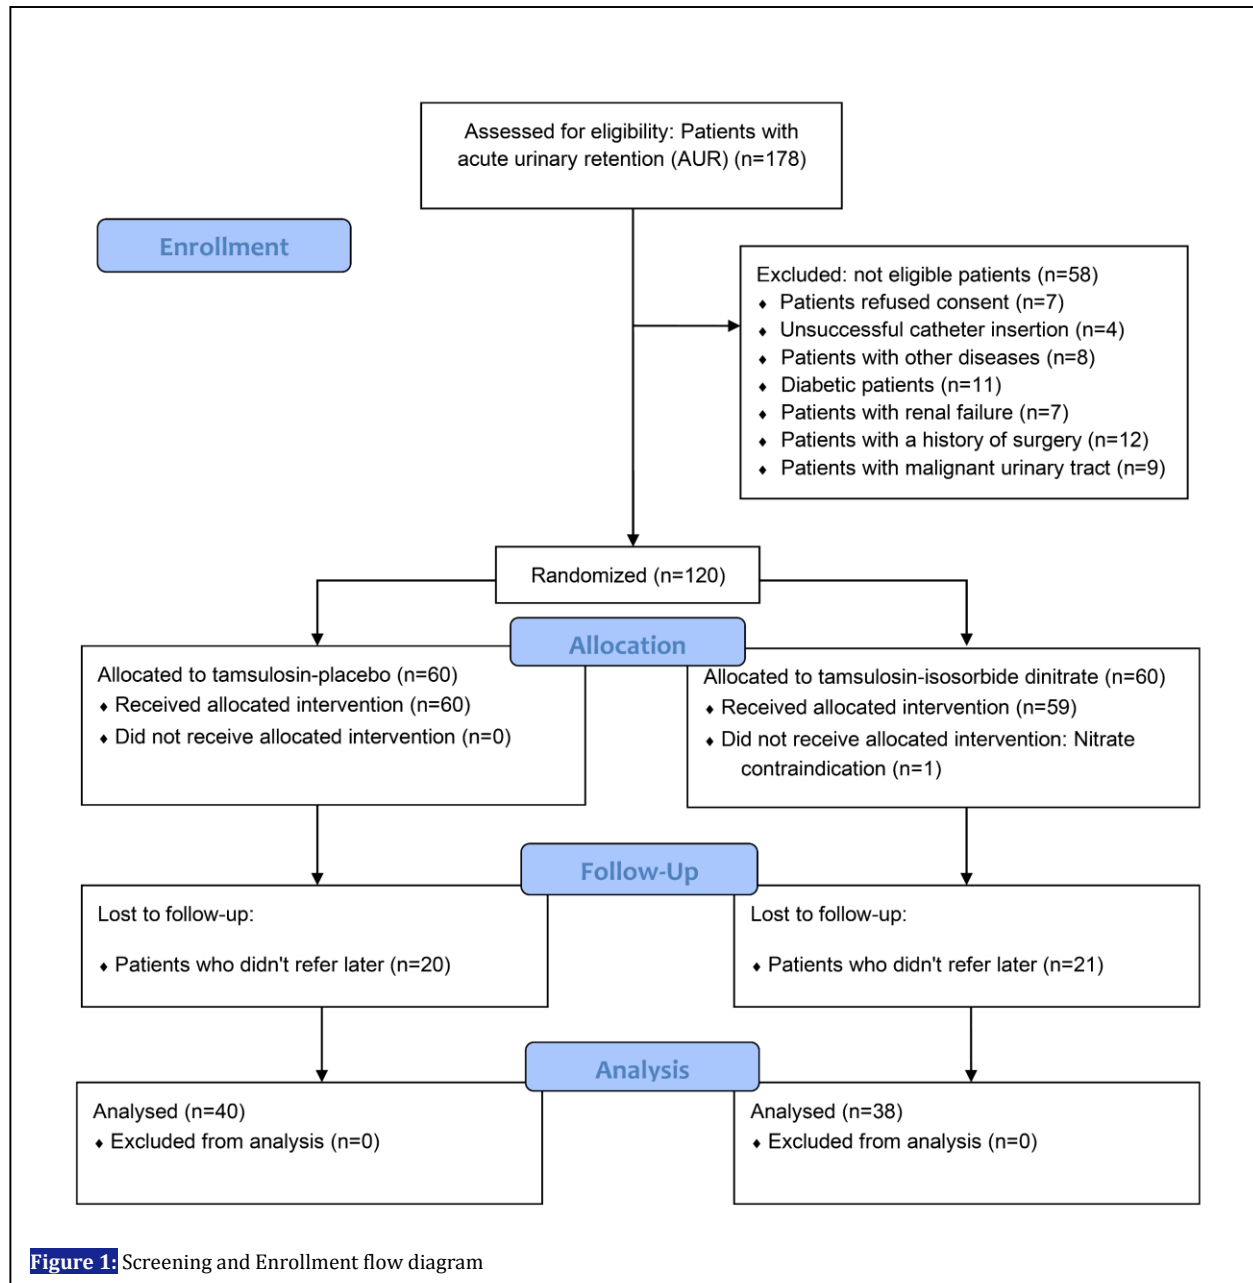 Assessed for eligibility: Patients with
acute urinary retention (AUR) (n=178)
Enrollment
Excluded: not eligible patients (n=58)
⬧ Patients refused consent (n=7)
⬧ Unsuccessful catheter insertion (n=4)
⬧ Patients with other diseases (n=8)
⬧ Diabetic patients (n=11)
⬧ Patients with renal failure (n=7)
⬧ Patients with a history of surgery (n=12)
⬧ Patients with malignant urinary tract (n=9)
Randomized (n=120)
Allocation
Allocated to tamsulosin-placebo (n=60)
⬧ Received allocated intervention (n=60)
⬧ Did not receive allocated intervention (n=0)
Allocated to tamsulosin-isosorbide dinitrate (n=60)
⬧ Received allocated intervention (n=59)
⬧ Did not receive allocated intervention: Nitrate
contraindication (n=1)
Follow-Up
Lost to follow-up:
⬧ Patients who didn't refer later (n=20)
Lost to follow-up:
⬧ Patients who didn't refer later (n=21)
Analysis
Analysed (n=40)
⬧ Excluded from analysis (n=0)
Analysed (n=38)
⬧ Excluded from analysis (n=0)
Figure 1: Screening and Enrollment flow diagram